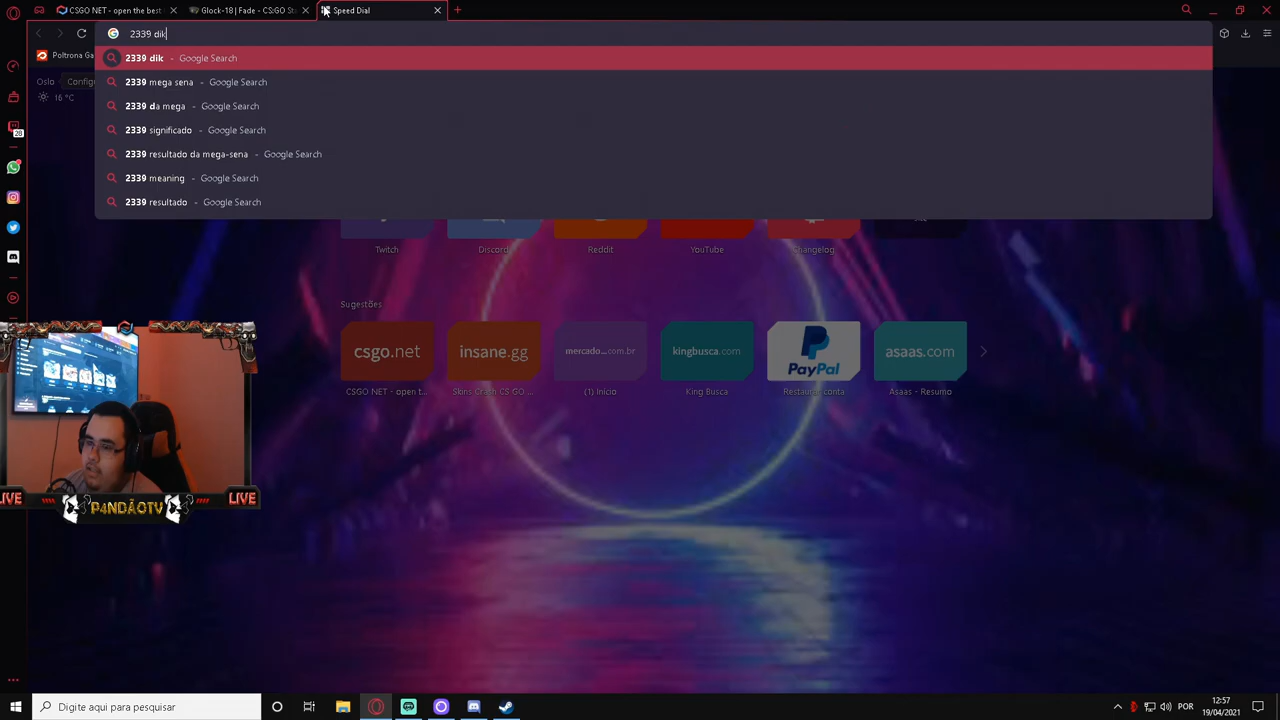 CSGO NET - open the best
Glock-18 | Fade - CS:GO St
Speed Dial
2339 dik
Poltrona Ga
2339 dik - Google Search
Oslo
Config
2339 mega sena - Google Search
16 °C
2339 da mega - Google Search
28
2339 significado - Google Search
2339 resultado da mega-sena - Google Search
2339 meaning - Google Search
2339 resultado - Google Search
Twitch
Discord
Reddit
YouTube
Changelog
Sugestões
csgo.net
insane.gg
mercado...com.br
kingbusca.com
PayPal
asaas.com
CSGO NET - open t...
Skins Crash CS GO ...
(1) Início
King Busca
Restaurar conta
Asaas - Resumo
LIVE
P4NDÃOTV
LIVE
Digite aqui para pesquisar
POR
12:57
19/04/2021